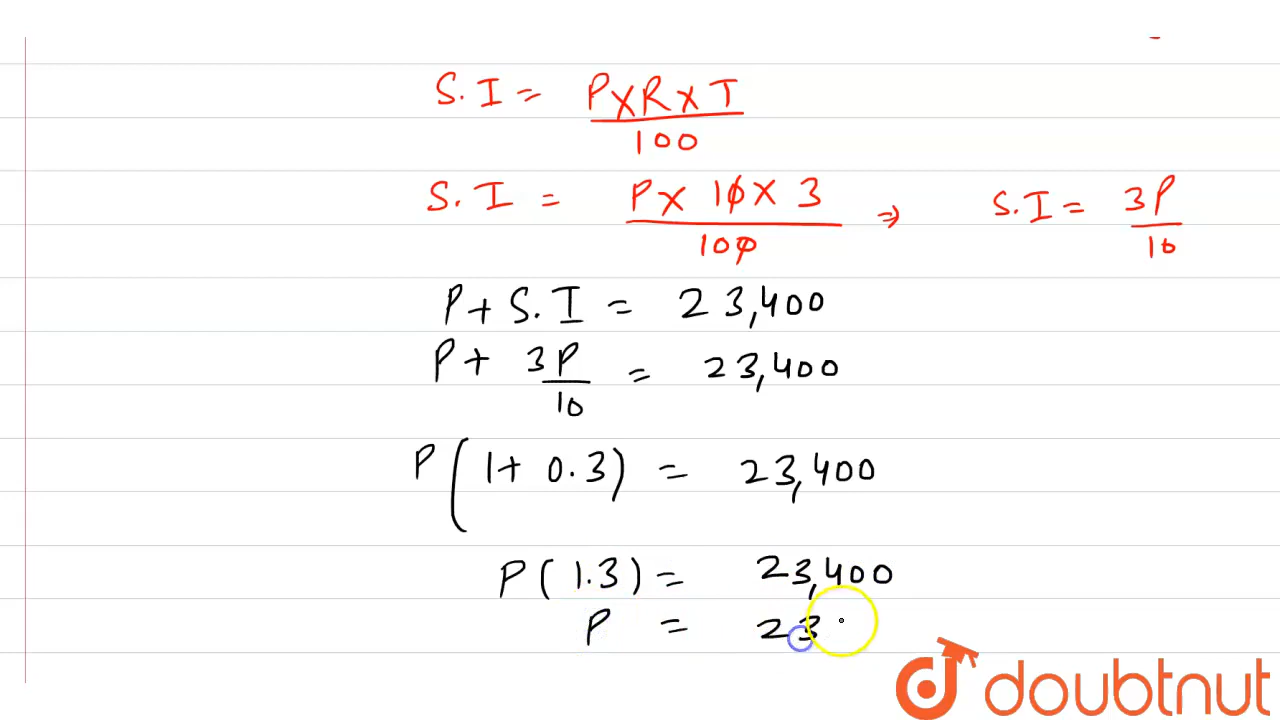 S.I = P×R×T/100
S.I = P× 10× 3/100 ⇒ S.I = 3P/10
P + S.I = 23,400
P + 3P/10 = 23,400
P(1+ 0.3) = 23,400
P(1.3) = 23,400
P = 23
doubtnut